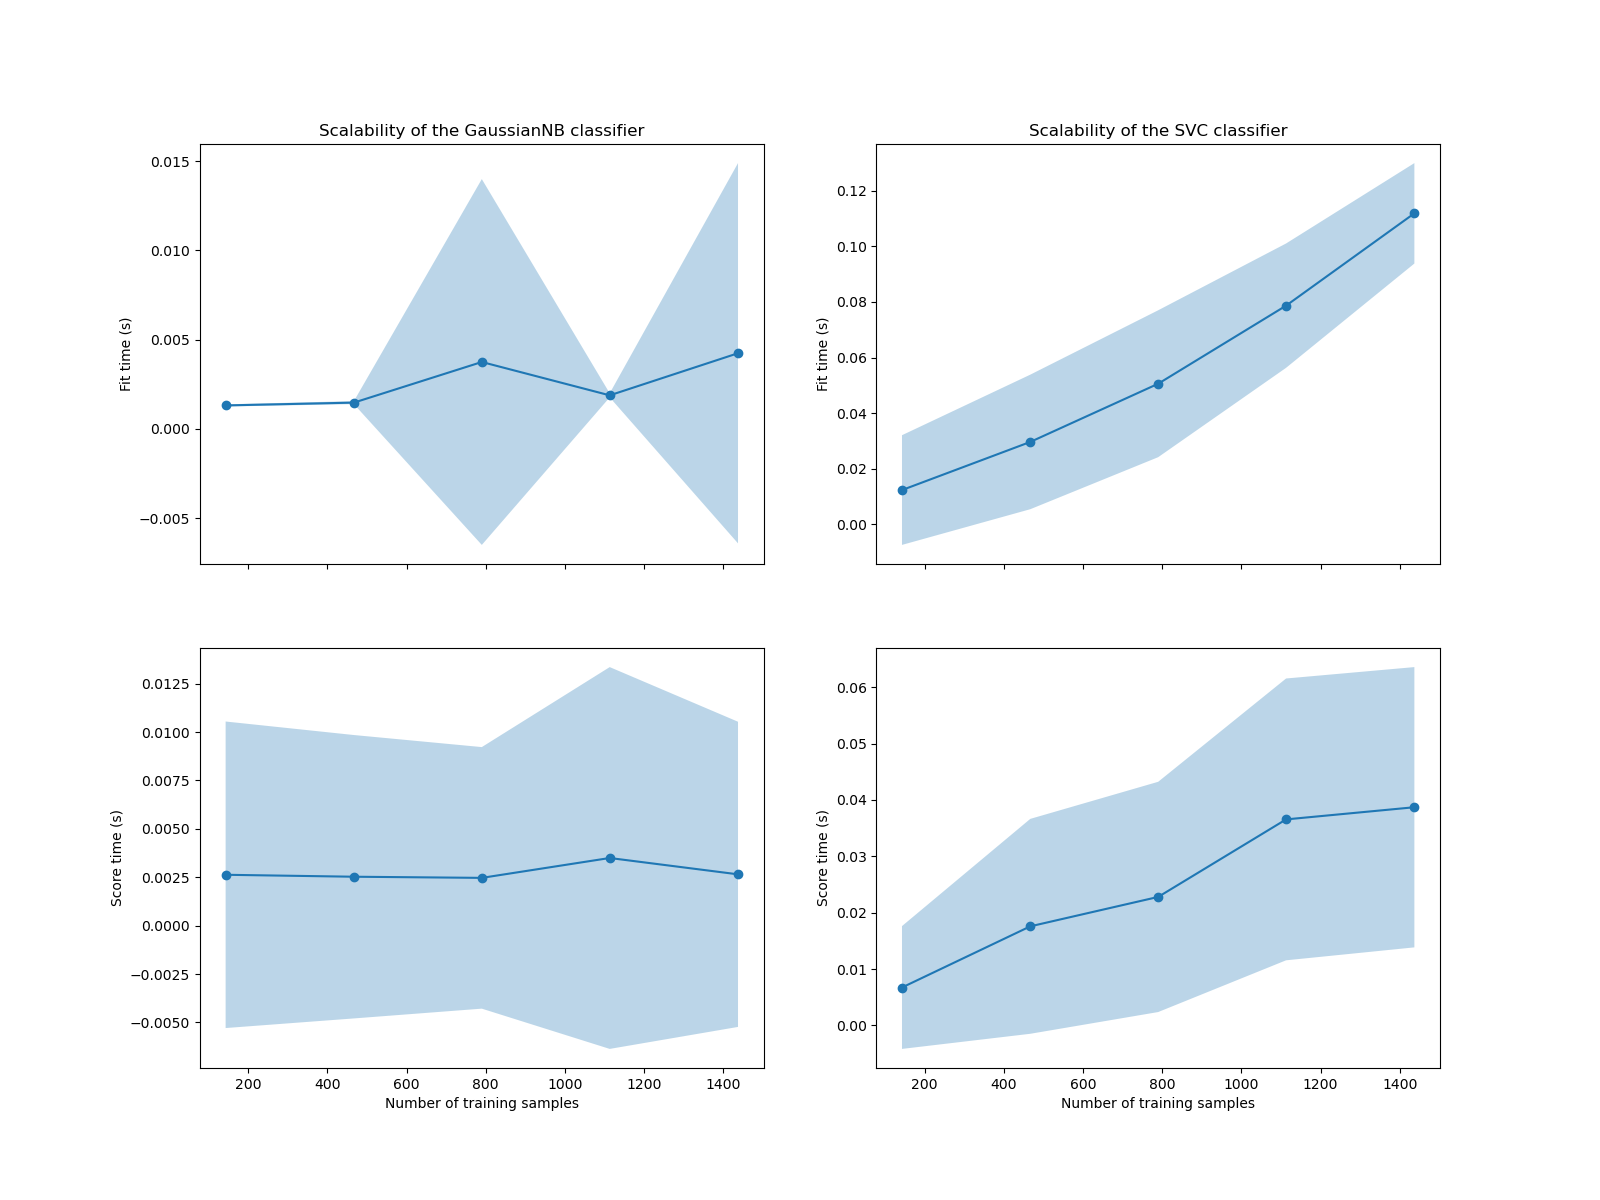 Scalability of the GaussianNB classifier
0.015
0.010
0.005
0.000
−0.005
Fit time (s)
Scalability of the SVC classifier
0.12
0.10
0.08
0.06
0.04
0.02
0.00
Fit time (s)
0.0125
0.0100
0.0075
0.0050
0.0025
0.0000
−0.0025
−0.0050
Score time (s)
200 400 600 800 1000 1200 1400
Number of training samples
0.06
0.05
0.04
0.03
0.02
0.01
0.00
Score time (s)
200 400 600 800 1000 1200 1400
Number of training samples